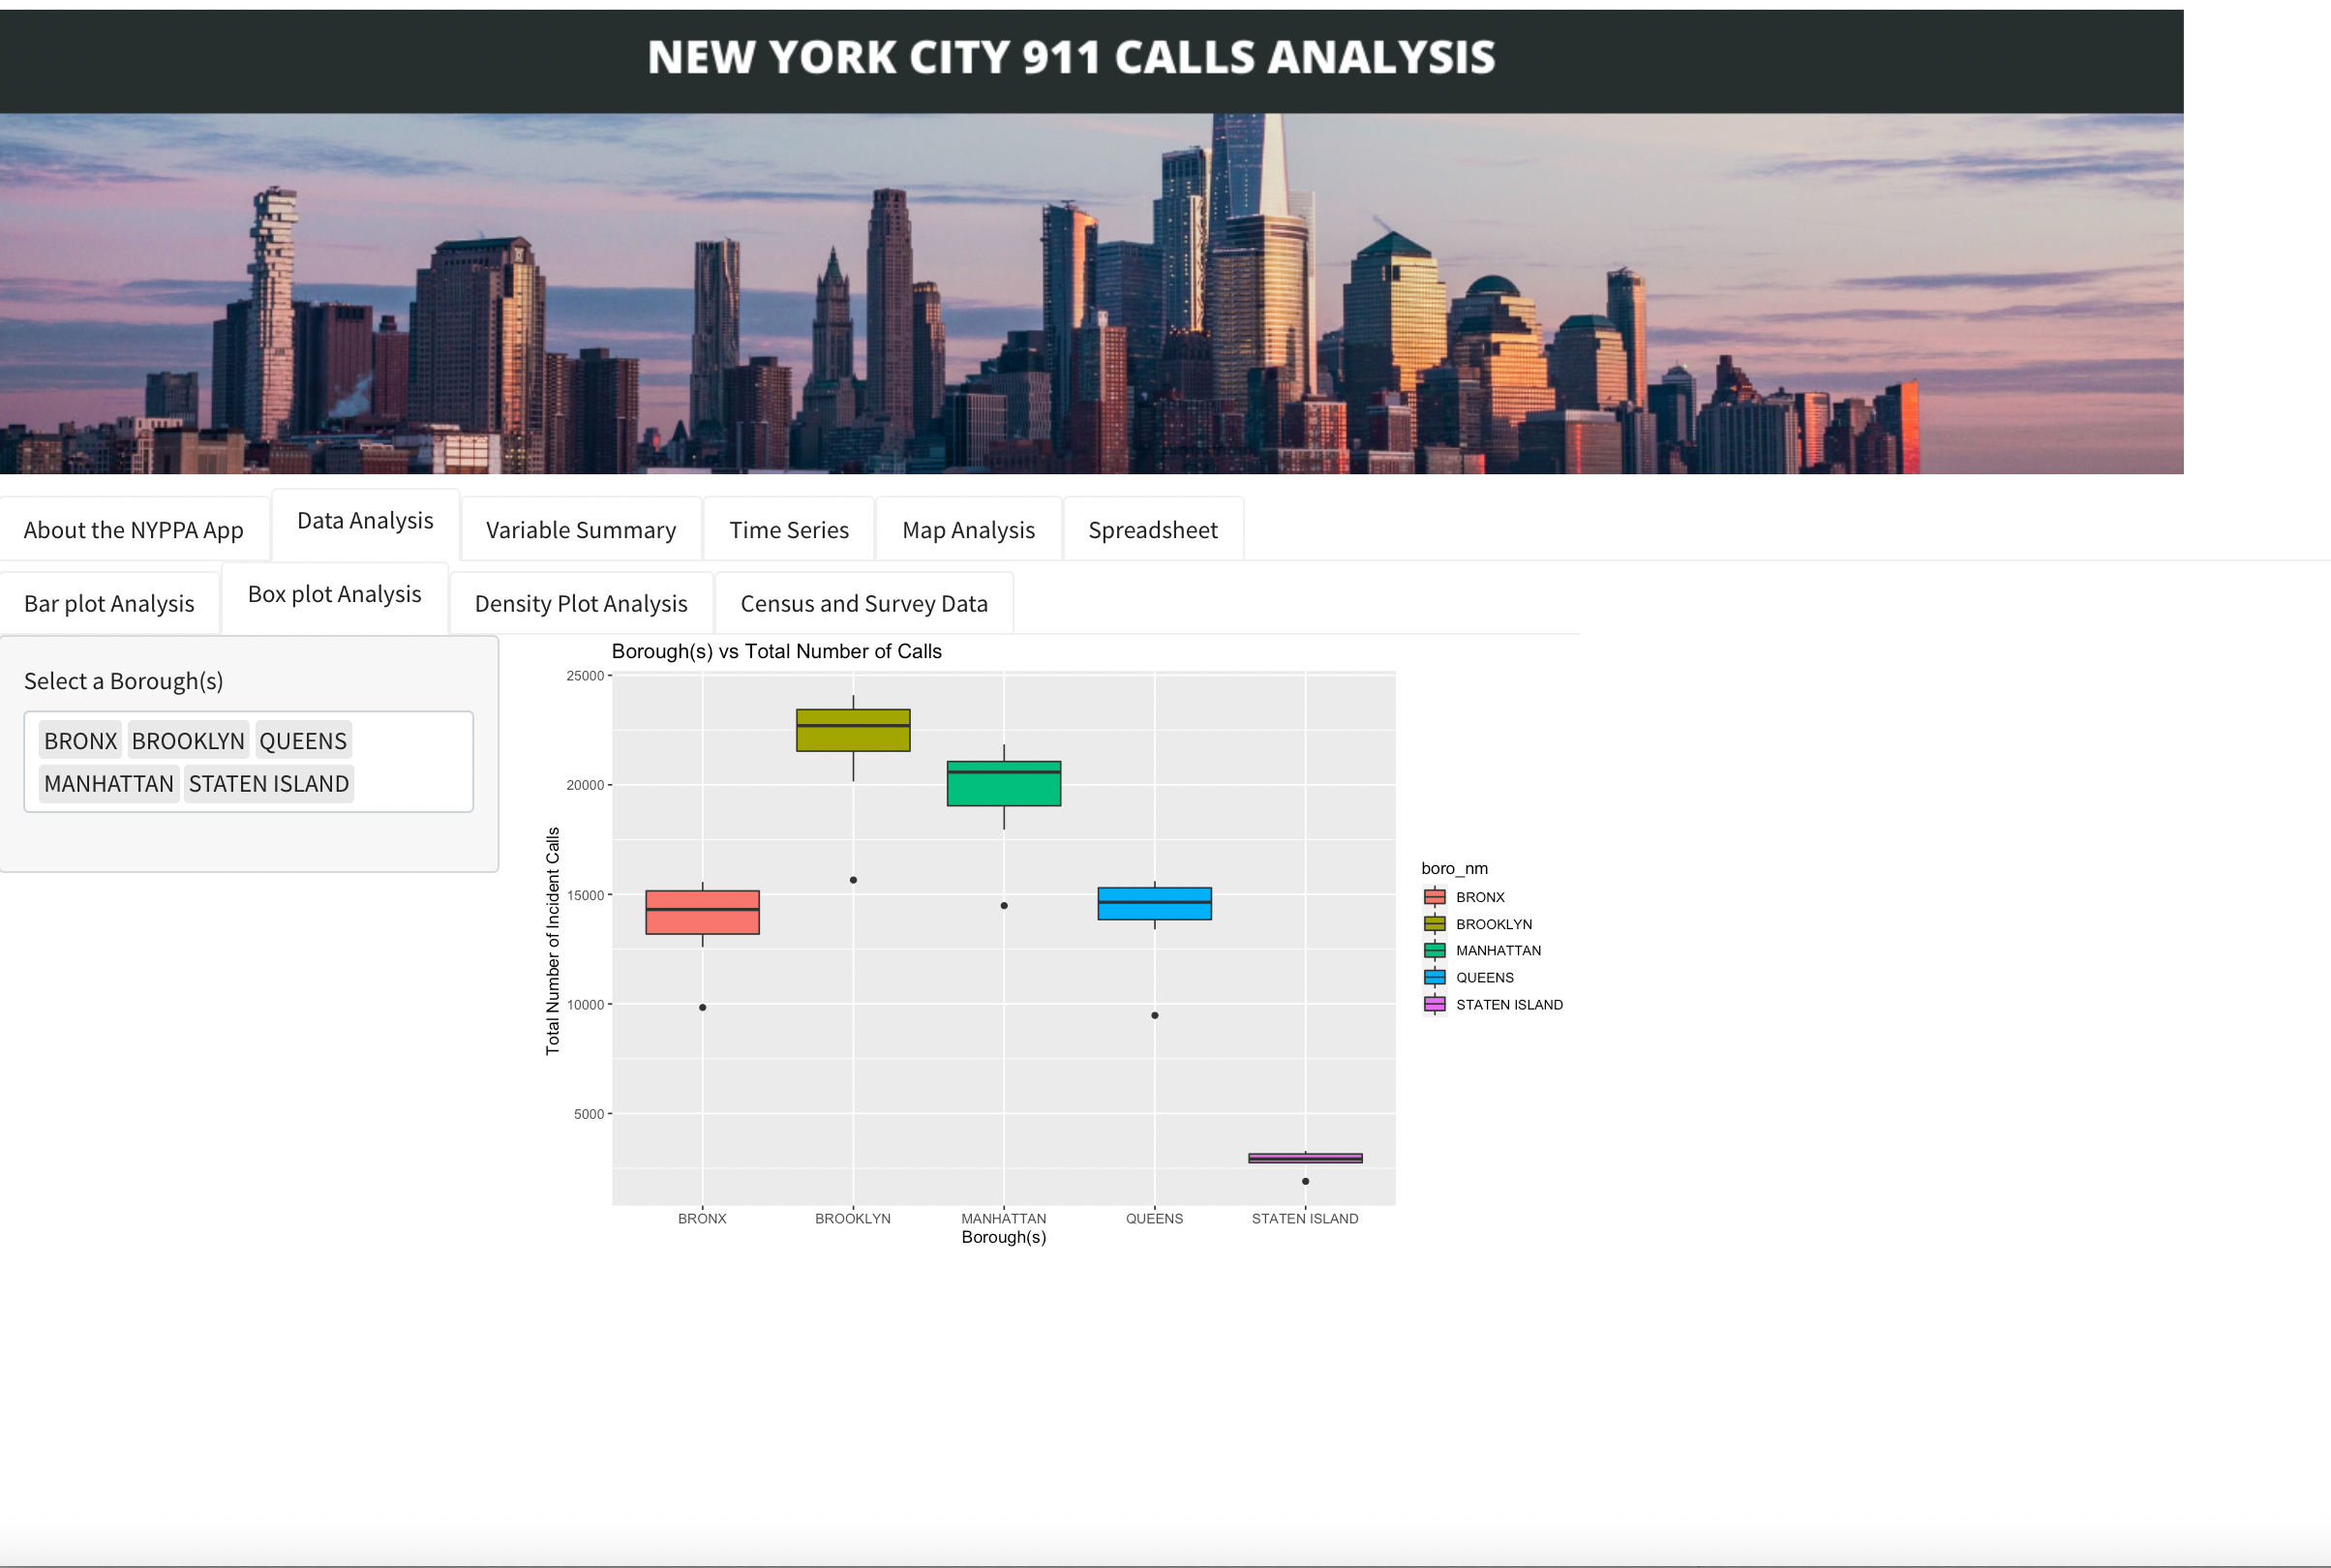 NEW YORK CITY 911 CALLS ANALYSIS
About the NYPPA App
Data Analysis
Variable Summary
Time Series
Map Analysis
Spreadsheet
Bar plot Analysis
Box plot Analysis
Density Plot Analysis
Census and Survey Data
Select a Borough(s)
BRONX BROOKLYN QUEENS
MANHATTAN STATEN ISLAND
Borough(s) vs Total Number of Calls
Total Number of Incident Calls
25000
20000
15000
10000
5000
BRONX
BROOKLYN
MANHATTAN
QUEENS
STATEN ISLAND
Borough(s)
boro_nm
BRONX
BROOKLYN
MANHATTAN
QUEENS
STATEN ISLAND